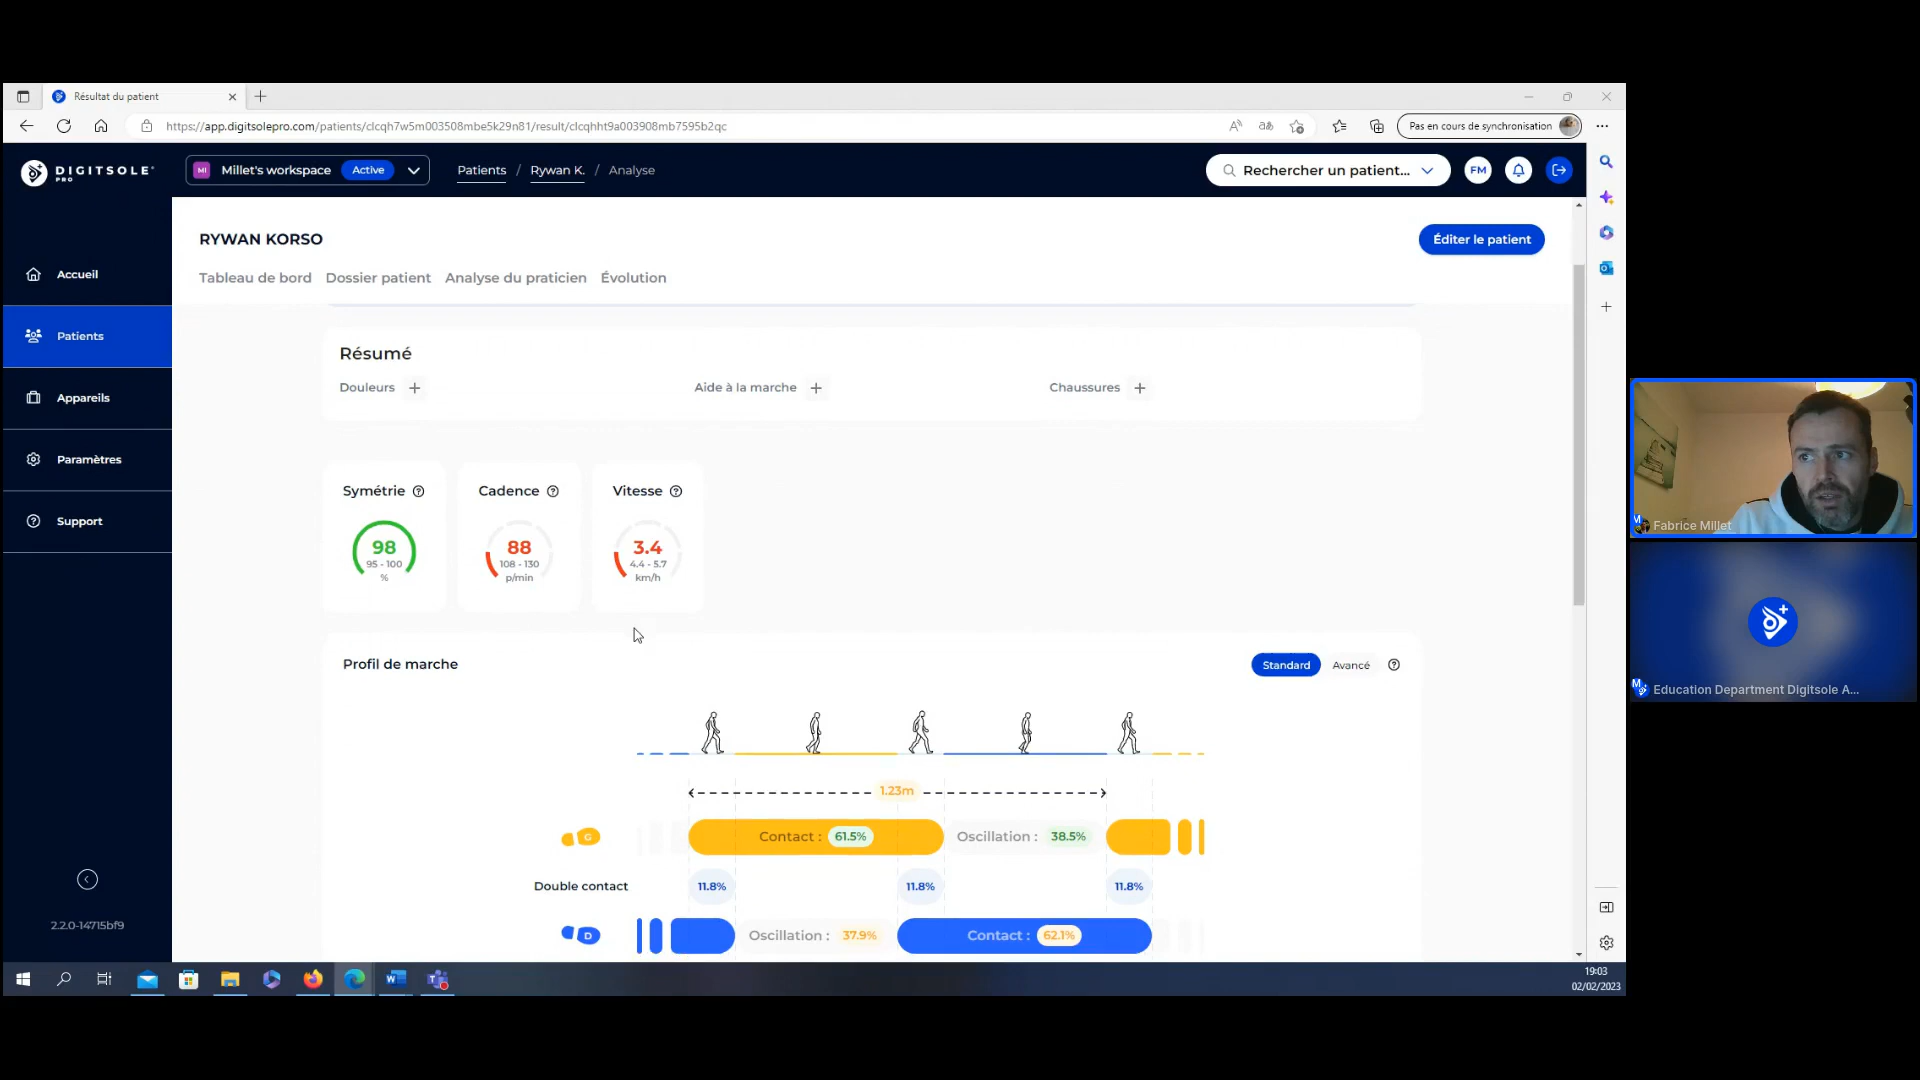 Résultat du patient
https://app.digitsolepro.com/patients/clcqh7w5m003508mbe5k29n81/result/clcqhht9a003908mb7595b2qc
Pas en cours de synchronisation
DIGITSOLE
PRO
MI Millet's workspace Active
Patients / Rywan K. / Analyse
Rechercher un patient...
FM
RYWAN KORSO
Éditer le patient
Tableau de bord Dossier patient Analyse du praticien Évolution
Accueil
Patients
Appareils
Paramètres
Support
2.2.0-14715bf9
Résumé
Douleurs +
Aide à la marche +
Chaussures +
Symétrie
98
95 - 100
%
Cadence
88
108 - 130
p/min
Vitesse
3.4
4.4 - 5.7
km/h
Profil de marche
Standard Avancé
1.23m
G Contact : 61.5% Oscillation : 38.5%
Double contact 11.8% 11.8% 11.8%
D Oscillation : 37.9% Contact : 62.1%
19:03
02/02/2023
Fabrice Millet
Education Department Digitsole A...